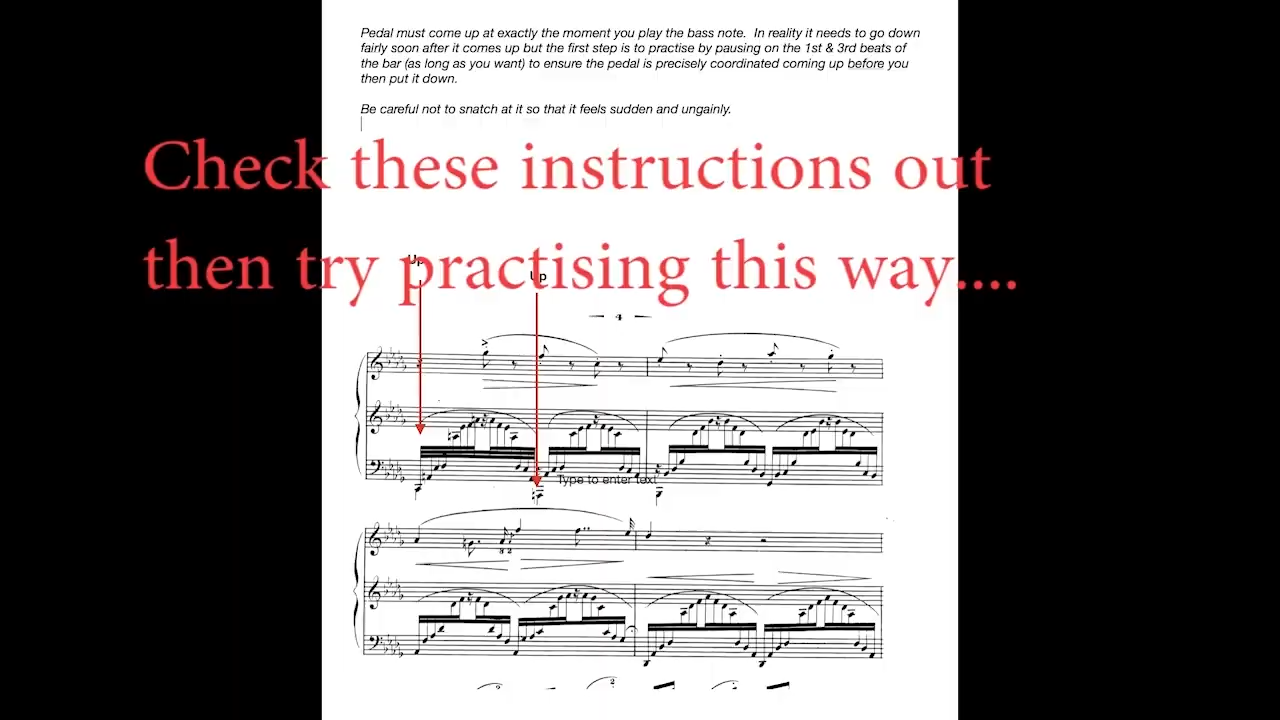 Pedal must come up at exactly the moment you play the bass note.  In reality it needs to go down
fairly soon after it comes up but the first step is to practise by pausing on the 1st & 3rd beats of
the bar (as long as you want) to ensure the pedal is precisely coordinated coming up before you
then put it down.
Be careful not to snatch at it so that it feels sudden and ungainly.
Check these instructions out
then try practising this way....
Up
Up
4
Type to enter text
3 2
2